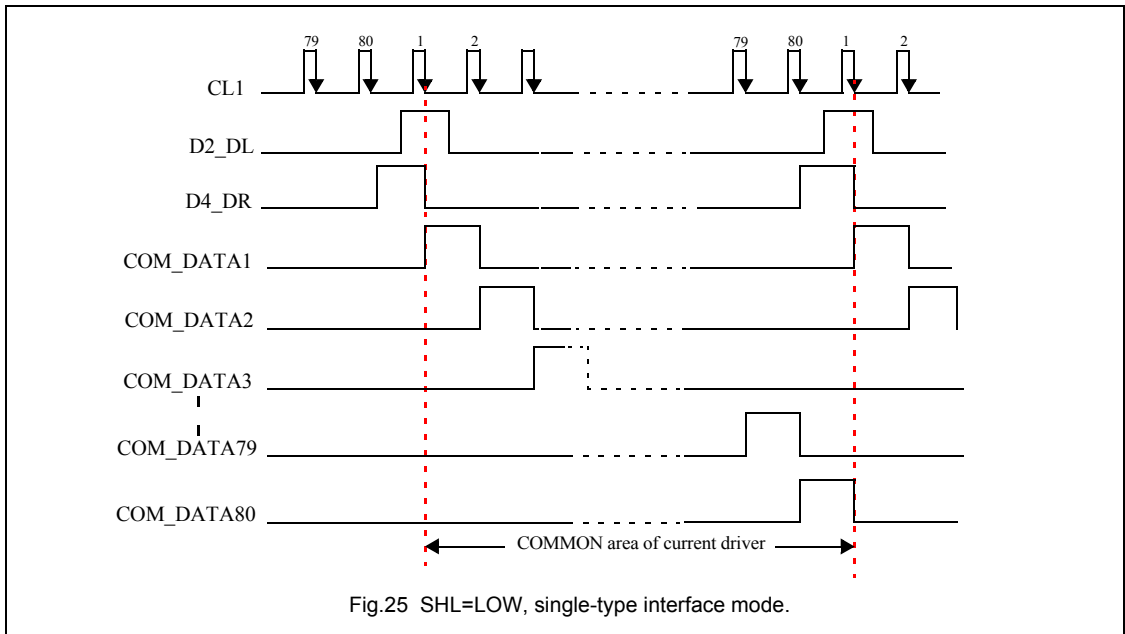 79 80 1 2 79 80 1 2
CL1
D2_DL
D4_DR
COM_DATA1
COM_DATA2
COM_DATA3
COM_DATA79
COM_DATA80
COMMON area of current driver
Fig.25 SHL=LOW, single-type interface mode.